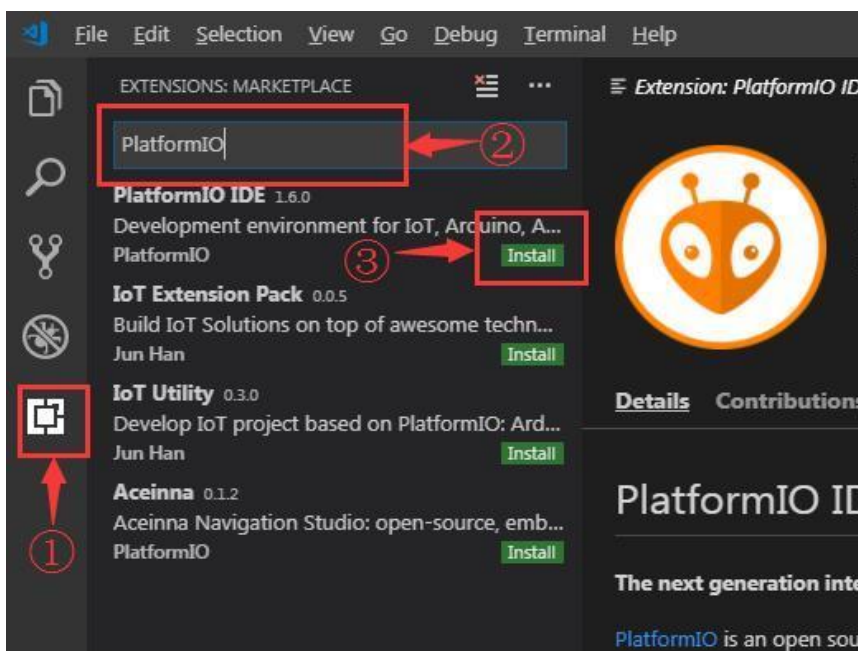 File Edit Selection View Go Debug Terminal Help
EXTENSIONS: MARKETPLACE
PlatformIO
②
PlatformIO IDE 1.6.0
Development environment for IoT, Arduino, A...
PlatformIO
③
Install
IoT Extension Pack 0.0.5
Build IoT Solutions on top of awesome techn...
Jun Han
Install
IoT Utility 0.3.0
Develop IoT project based on PlatformIO: Ard...
Jun Han
Install
Aceinna 0.1.2
Aceinna Navigation Studio: open-source, emb...
PlatformIO
Install
①
Extension: PlatformIO ID
Details Contributions
PlatformIO ID
The next generation inte
PlatformIO is an open sou